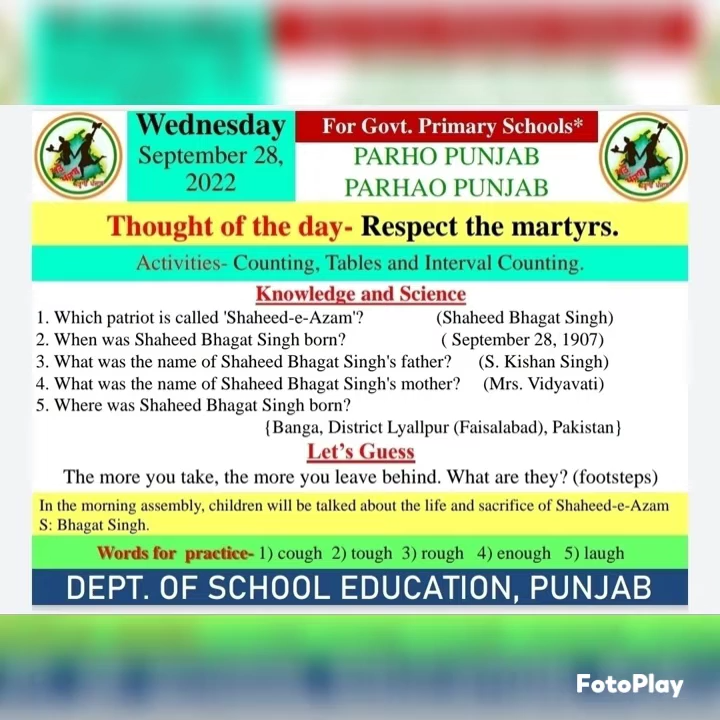 Wednesday
September 28,
2022
For Govt. Primary Schools*
PARHO PUNJAB
PARHAO PUNJAB
Thought of the day- Respect the martyrs.
Activities- Counting, Tables and Interval Counting.
Knowledge and Science
1. Which patriot is called 'Shaheed-e-Azam'? (Shaheed Bhagat Singh)
2. When was Shaheed Bhagat Singh born? ( September 28, 1907)
3. What was the name of Shaheed Bhagat Singh's father? (S. Kishan Singh)
4. What was the name of Shaheed Bhagat Singh's mother? (Mrs. Vidyavati)
5. Where was Shaheed Bhagat Singh born?
{Banga, District Lyallpur (Faisalabad), Pakistan}
Let's Guess
The more you take, the more you leave behind. What are they? (footsteps)
In the morning assembly, children will be talked about the life and sacrifice of Shaheed-e-Azam
S: Bhagat Singh.
Words for practice- 1) cough 2) tough 3) rough 4) enough 5) laugh
DEPT. OF SCHOOL EDUCATION, PUNJAB
FotoPlay